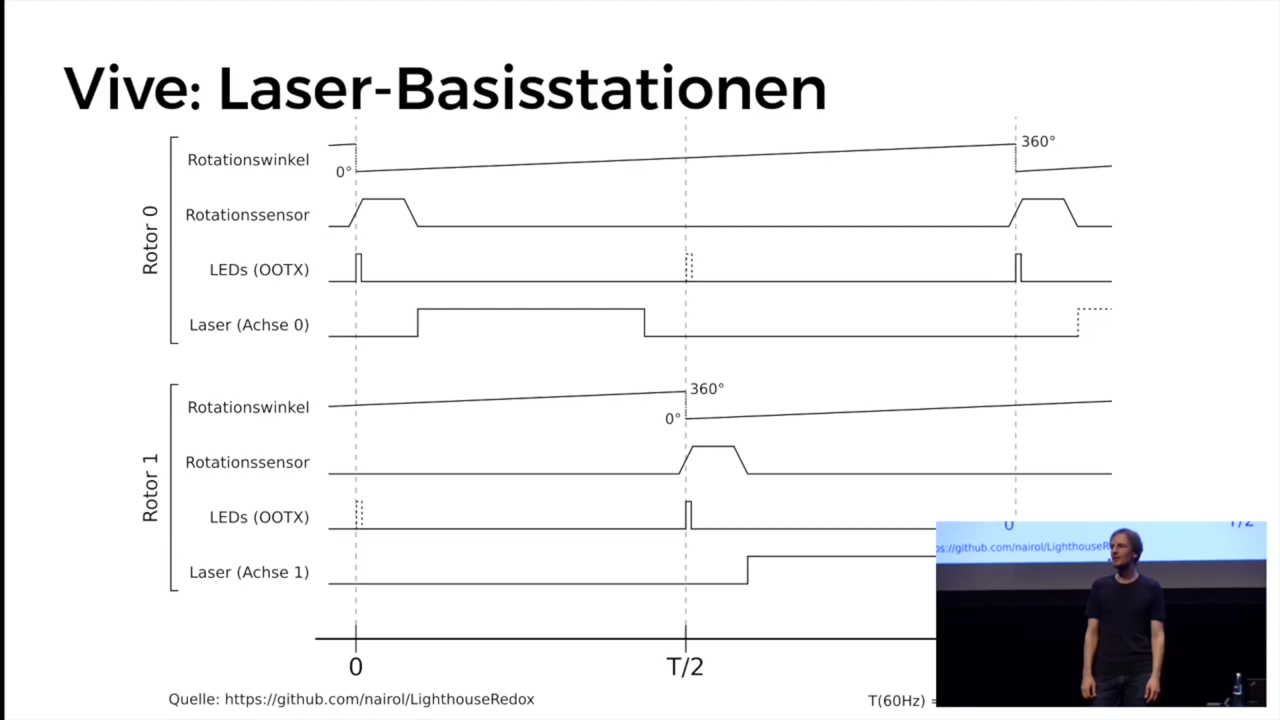 Vive: Laser-Basisstationen
Rotor 0
Rotationswinkel
0°
360°
Rotationssensor
LEDs (OOTX)
Laser (Achse 0)
Rotor 1
Rotationswinkel
360°
0°
Rotationssensor
LEDs (OOTX)
Laser (Achse 1)
0
T/2
Quelle: https://github.com/nairol/LighthouseRedox
T(60Hz) =
0
T/2
ps://github.com/nairol/LighthouseR